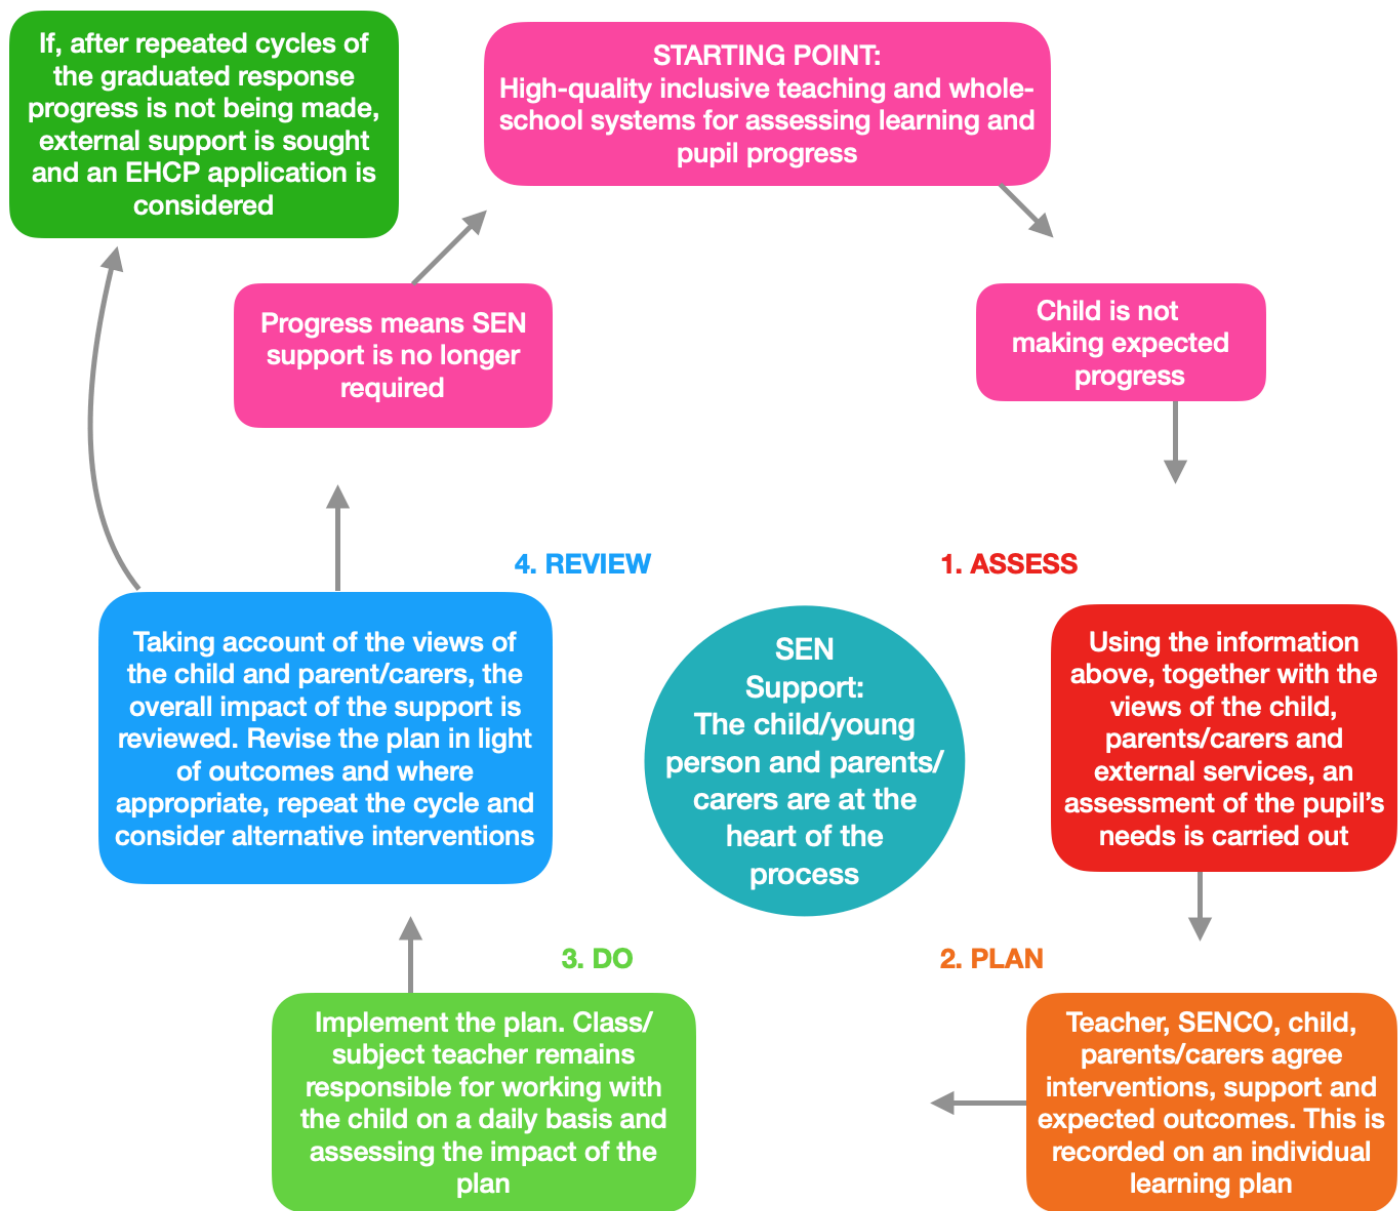 If, after repeated cycles of
the graduated response
progress is not being made,
external support is sought
and an EHCP application is
considered
STARTING POINT:
High-quality inclusive teaching and whole-
school systems for assessing learning and
pupil progress
Progress means SEN
support is no longer
required
Child is not
making expected
progress
4. REVIEW
1. ASSESS
Taking account of the views of
the child and parent/carers, the
overall impact of the support is
reviewed. Revise the plan in light
of outcomes and where
appropriate, repeat the cycle and
consider alternative interventions
SEN
Support:
The child/young
person and parents/
carers are at the
heart of the
process
Using the information
above, together with the
views of the child,
parents/carers and
external services, an
assessment of the pupil’s
needs is carried out
3. DO
2. PLAN
Implement the plan. Class/
subject teacher remains
responsible for working with
the child on a daily basis and
assessing the impact of the
plan
Teacher, SENCO, child,
parents/carers agree
interventions, support and
expected outcomes. This is
recorded on an individual
learning plan